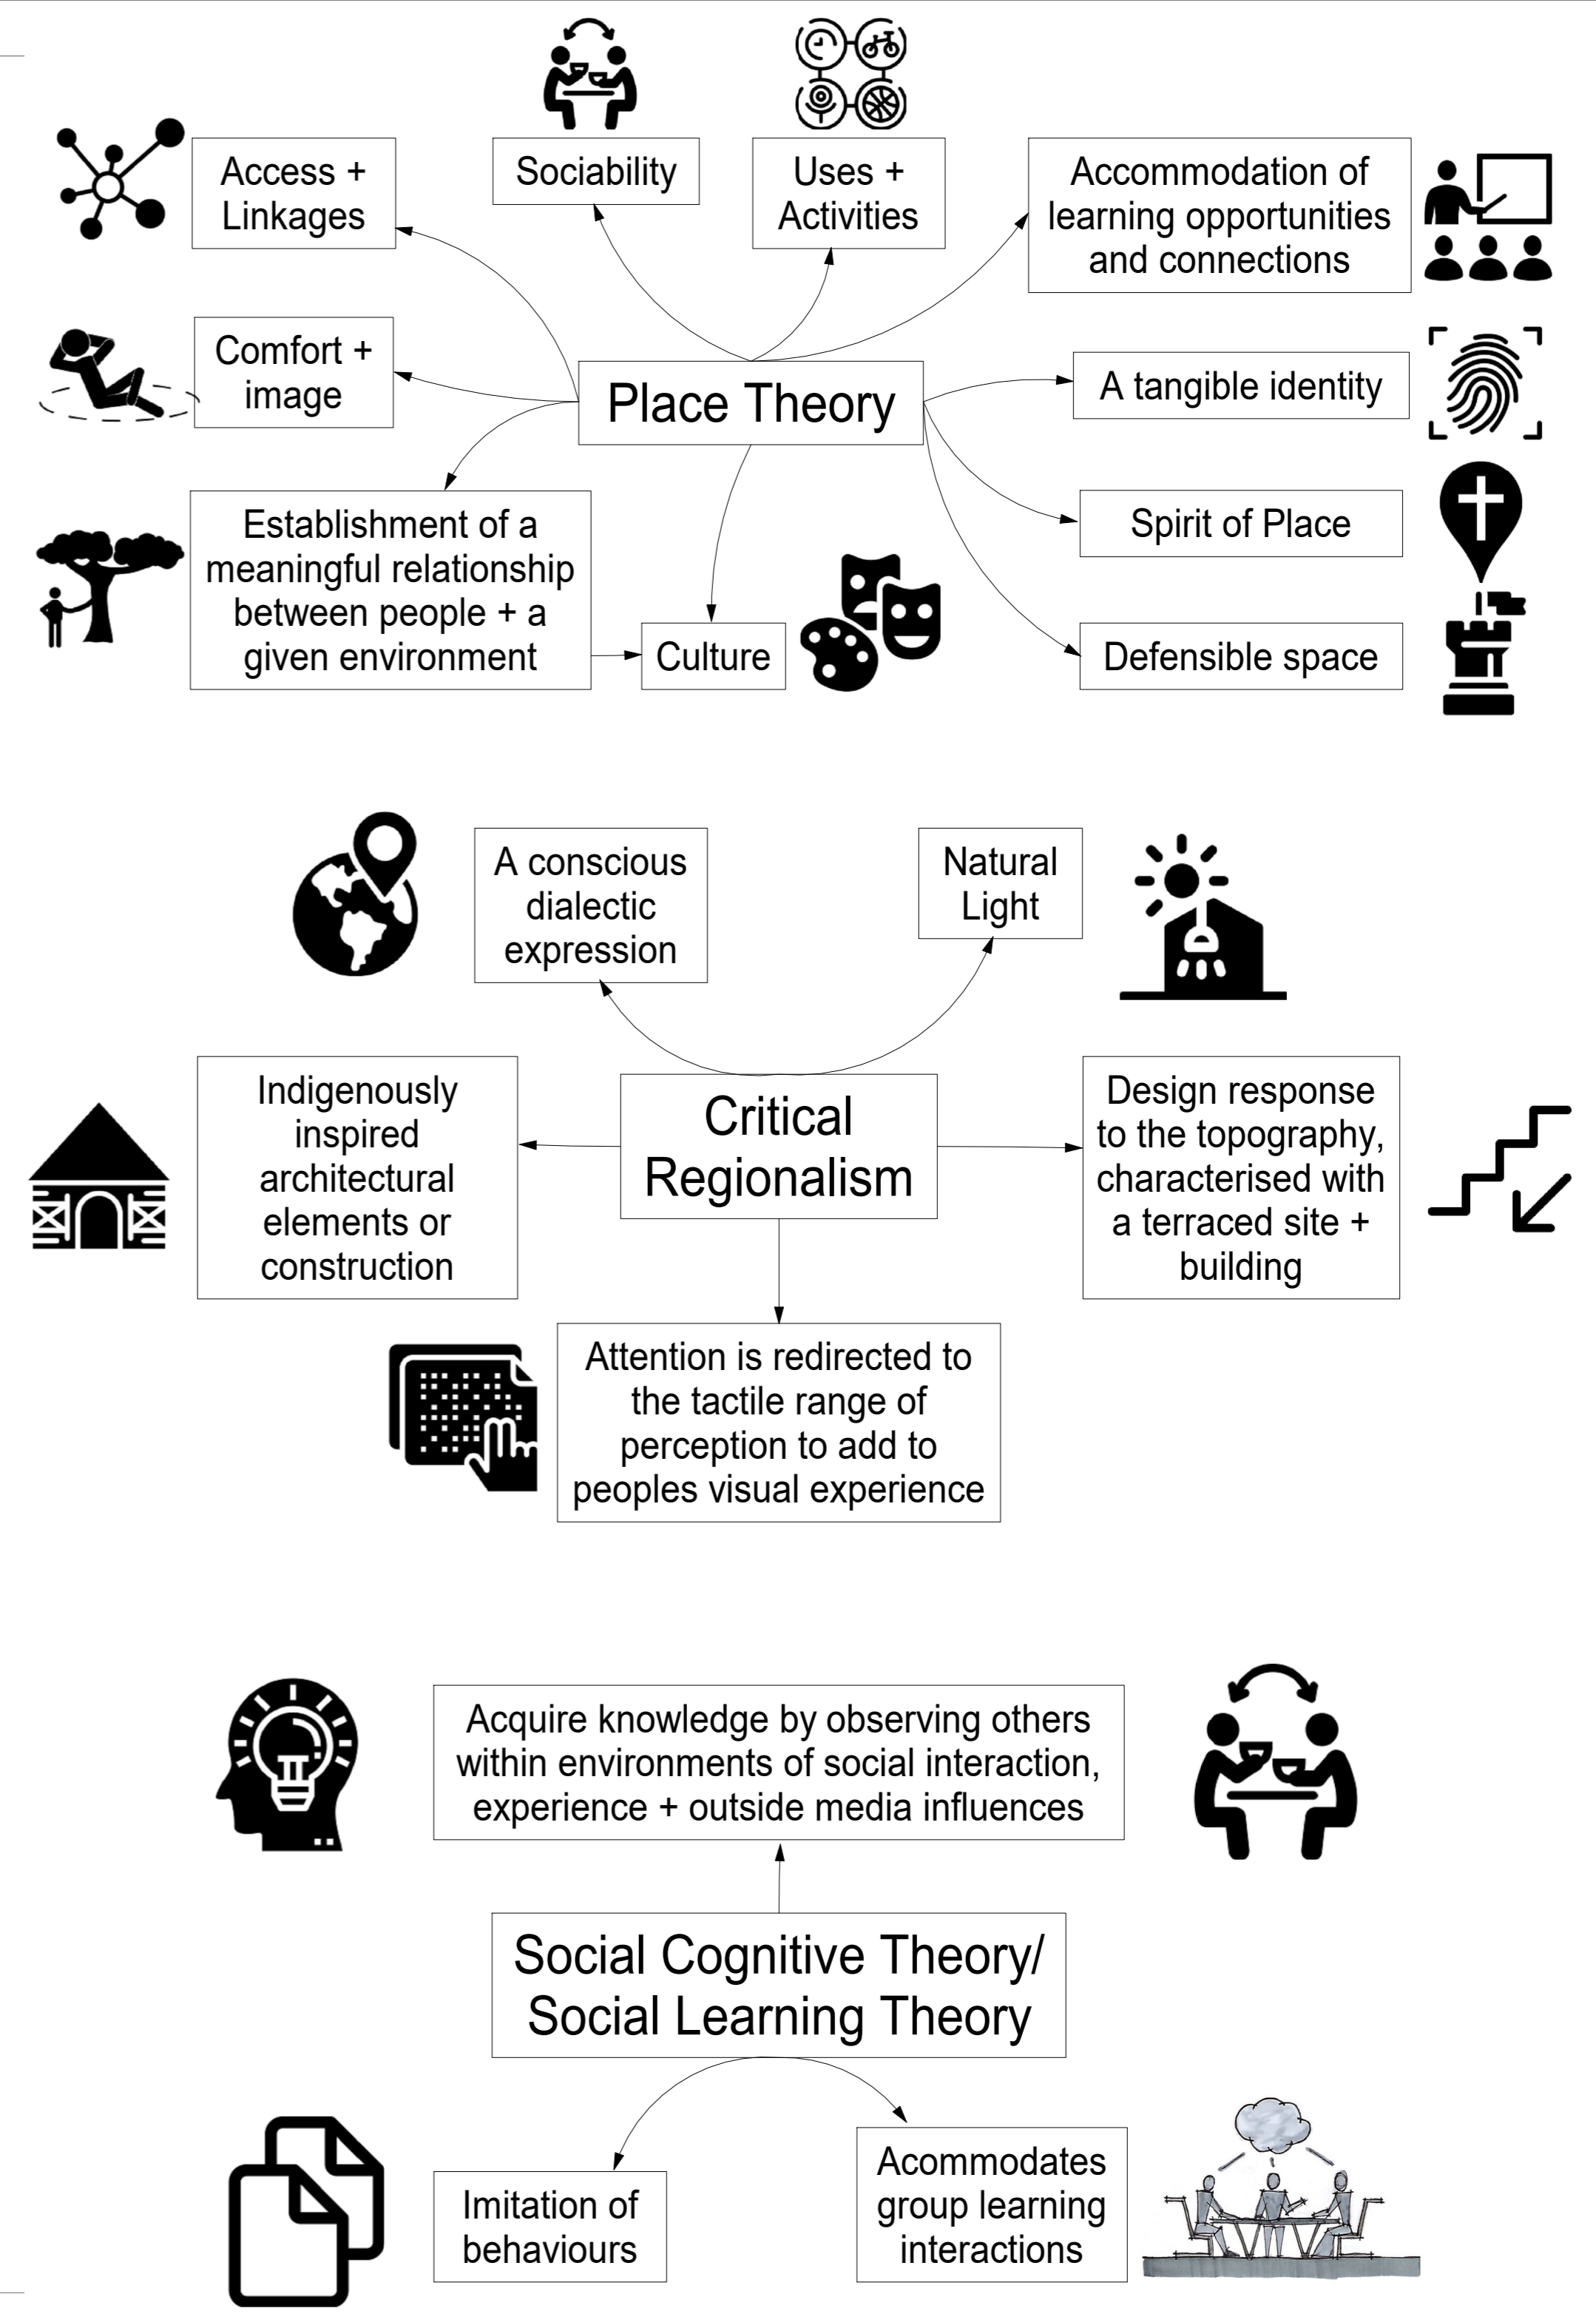 Access +
Linkages
Sociability
Uses +
Activities
Accommodation of
learning opportunities
and connections
Comfort +
image
Place Theory
A tangible identity
Establishment of a
meaningful relationship
between people + a
given environment
Culture
Spirit of Place
Defensible space
A conscious
dialectic
expression
Natural
Light
Indigenously
inspired
architectural
elements or
construction
Critical
Regionalism
Design response
to the topography,
characterised with
a terraced site +
building
Attention is redirected to
the tactile range of
perception to add to
peoples visual experience
Acquire knowledge by observing others
within environments of social interaction,
experience + outside media influences
Social Cognitive Theory/
Social Learning Theory
Imitation of
behaviours
Acommodates
group learning
interactions